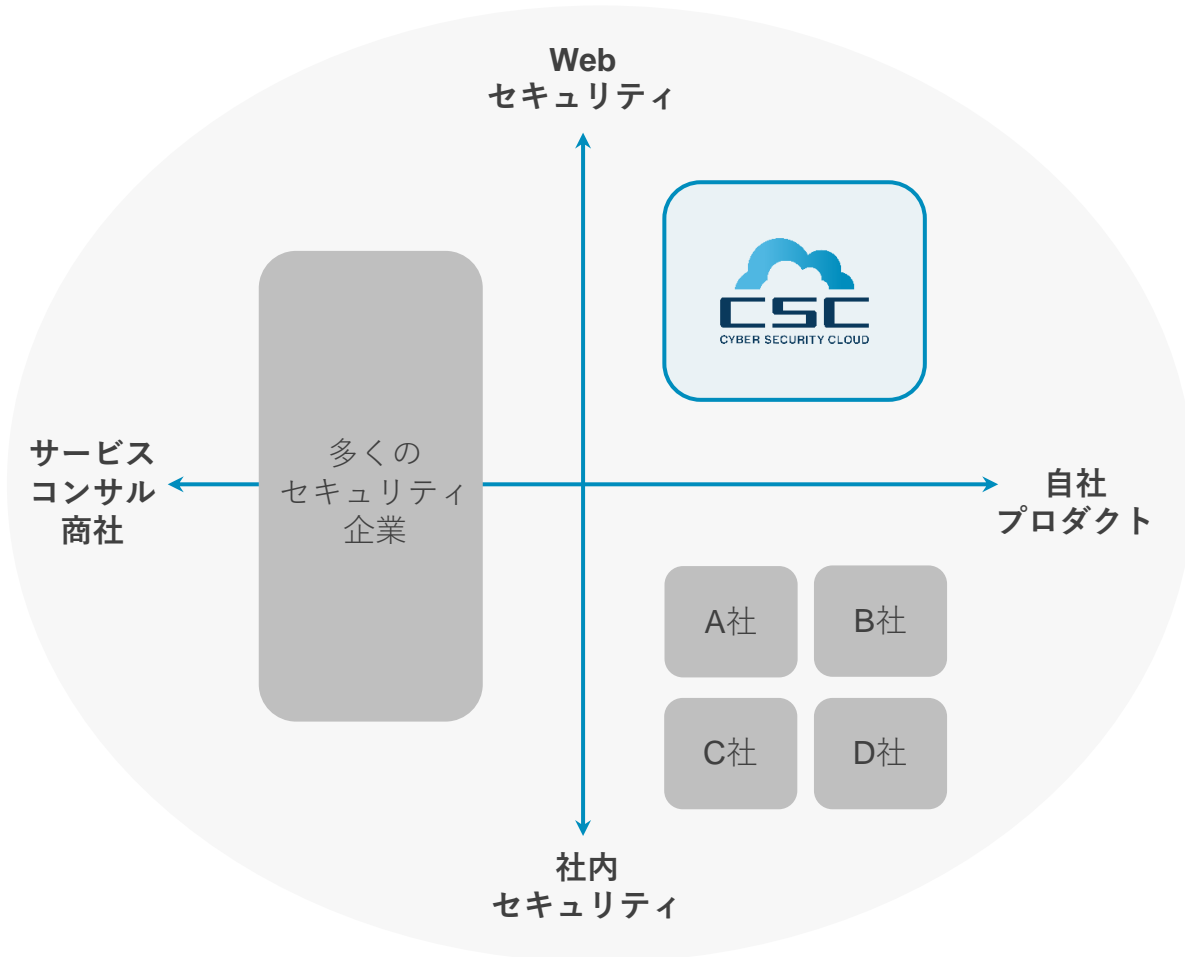 Web
セキュリティ
CSC
CYBER SECURITY CLOUD
サービス
コンサル
商社
多くの
セキュリティ
企業
自社
プロダクト
A社
B社
C社
D社
社内
セキュリティ